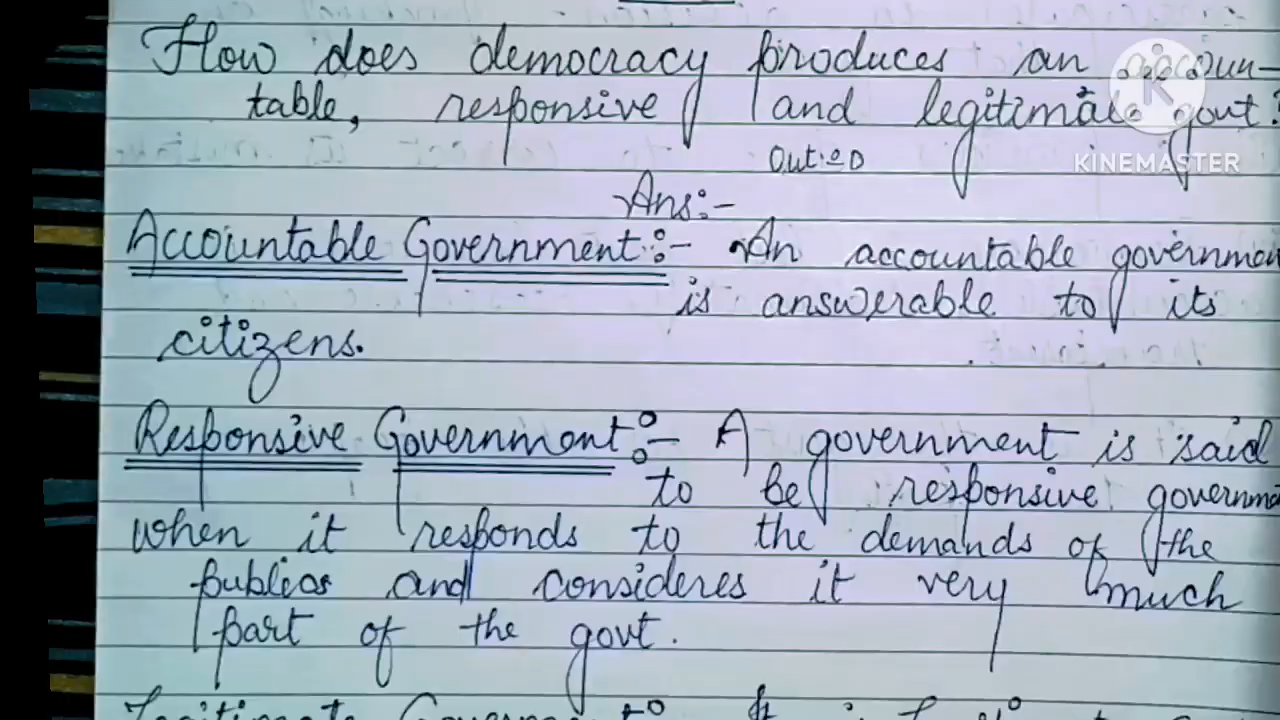 How does democracy produces an accoun-
table, responsive and legitimate govt?
KINEMASTER
Ans:-
Accountable Government:- An accountable governmen
is answerable to its
citizens.
Responsive Government:- A government is said
to be responsive governme
when it responds to the demands of the
publics and consideres it very much
part of the govt.
Legitimate